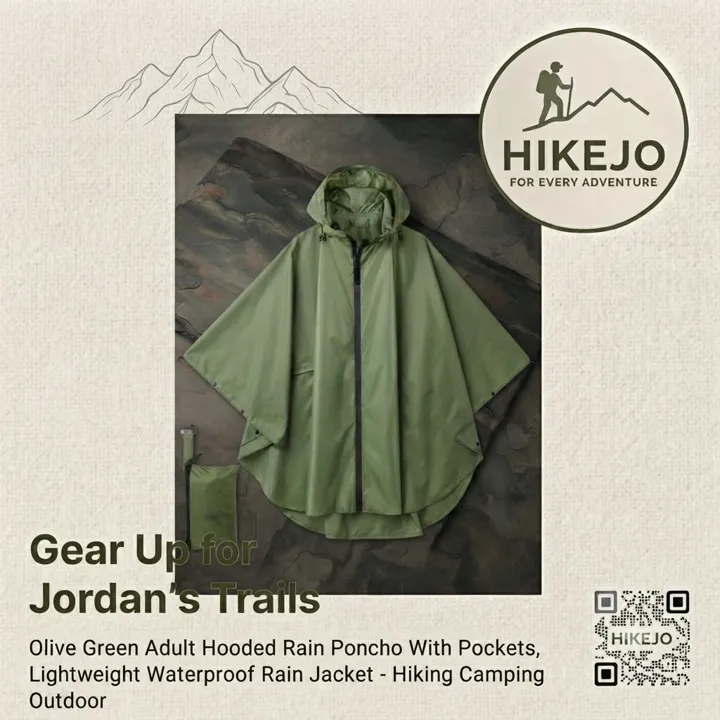 HIKEJO
FOR EVERY ADVENTURE
Gear Up for
Jordan's Trails
Olive Green Adult Hooded Rain Poncho With Pockets,
Lightweight Waterproof Rain Jacket - Hiking Camping
Outdoor
HIKEJO